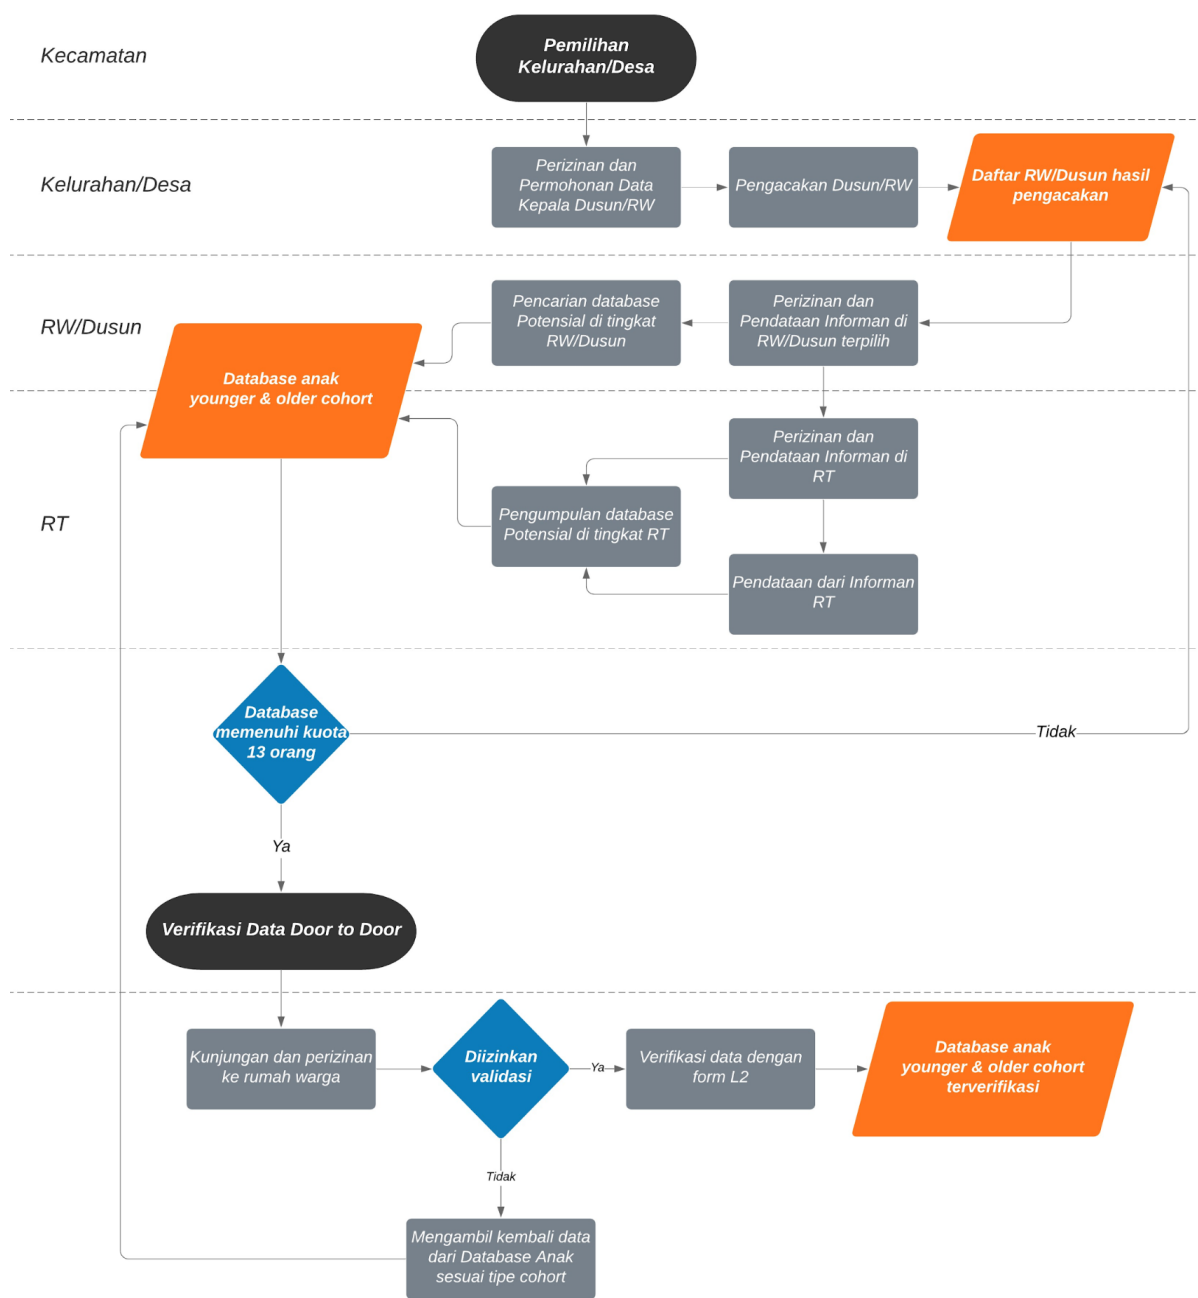 Kecamatan
Pemilihan
Kelurahan/Desa
Kelurahan/Desa
Perizinan dan
Permohonan Data
Kepala Dusun/RW
Pengacakan Dusun/RW
Daftar RW/Dusun hasil
pengacakan
RW/Dusun
Pencarian database
Potensial di tingkat
RW/Dusun
Perizinan dan
Pendataan Informan di
RW/Dusun terpilih
Database anak
younger & older cohort
RT
Perizinan dan
Pendataan Informan di
RT
Pengumpulan database
Potensial di tingkat RT
Pendataan dari Informan
RT
Database
memenuhi kuota
13 orang
Tidak
Ya
Verifikasi Data Door to Door
Kunjungan dan perizinan
ke rumah warga
Diizinkan
validasi
Ya
Verifikasi data dengan
form L2
Database anak
younger & older cohort
terverifikasi
Tidak
Mengambil kembali data
dari Database Anak
sesuai tipe cohort